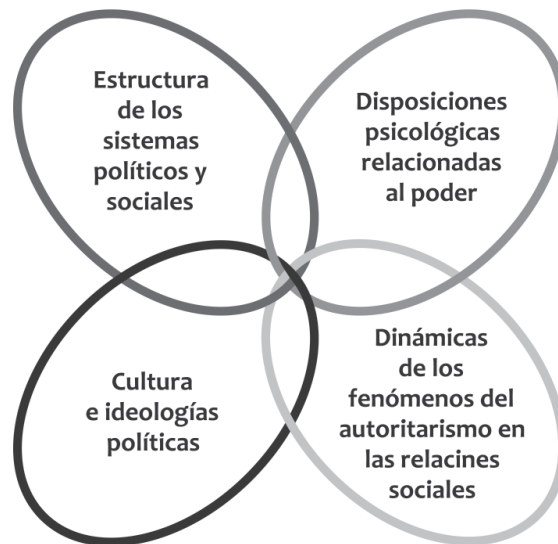 Estructura
de los
sistemas
políticos y
sociales
Disposiciones
psicológicas
relacionadas
al poder
Cultura
e ideologías
políticas
Dinámicas
de los
fenómenos del
autoritarismo en
las relacines
sociales